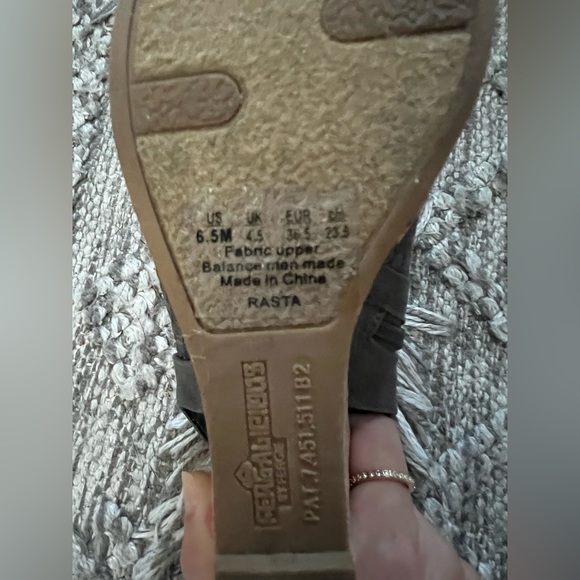 US UK EUR cm
6.5M 4.5 36.5 23.5
Fabric upper
Balance man made
Made in China
RASTA
PAT.7,451,511 B2